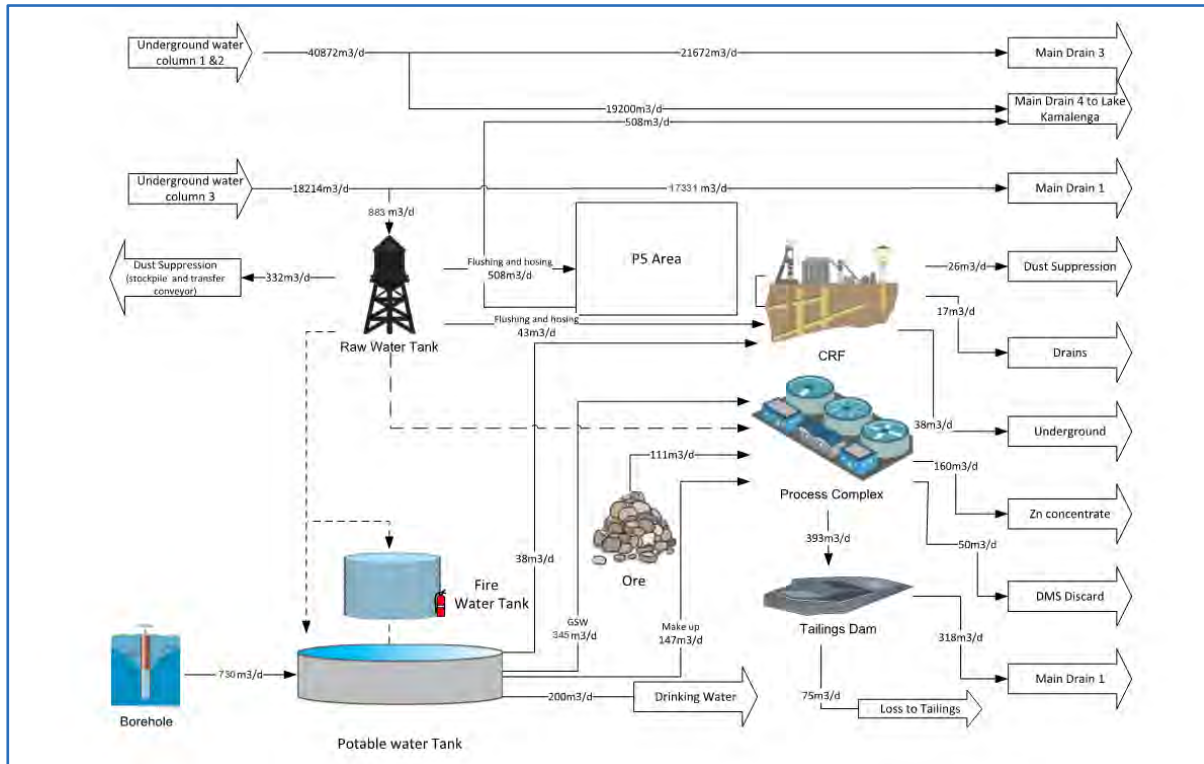 Underground water
column 1 &2
40872m3/d
21672m3/d
Main Drain 3
19200m3/d
508m3/d
Main Drain 4 to Lake
Kamalenga
Underground water
column 3
18214m3/d
17331 m3/d
Main Drain 1
883 m3/d
Dust Suppression
(stockpile and transfer
conveyor)
332m3/d
Flushing and hosing
508m3/d
P5 Area
26m3/d
Dust Suppression
Raw Water Tank
Flushing and hosing
43m3/d
CRF
17m3/d
Drains
38m3/d
Underground
111m3/d
Process Complex
160m3/d
Zn concentrate
393m3/d
50m3/d
DMS Discard
Ore
38m3/d
Fire
Water Tank
GSW
345m3/d
Make up
147m3/d
Tailings Dam
318m3/d
Main Drain 1
730m3/d
200m3/d
Drinking Water
75m3/d
Loss to Tailings
Borehole
Potable water Tank